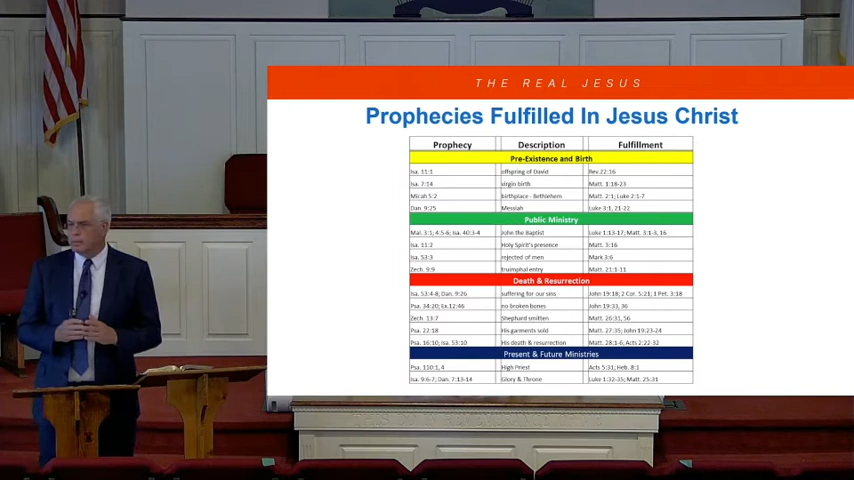 THE REAL JESUS
Prophecies Fulfilled In Jesus Christ
Prophecy Description Fulfillment
Pre-Existence and Birth
Isa. 11:1 offspring of David Rev.22:16
Isa. 7:14 virgin birth Matt. 1:18-23
Micah 5:2 birthplace - Bethlehem Matt. 2:1; Luke 2:1-7
Dan. 9:25 Messiah Luke 3:1, 21-22
Public Ministry
Mal. 3:1; 4:5-6; Isa. 40:3-4 John the Baptist Luke 1:13-17; Matt. 3:1-3, 16
Isa. 11:2 Holy Spirit's presence Matt. 3:16
Isa. 53:3 rejected of men Mark 3:6
Zech. 9:9 truimphal entry Matt. 21:1-11
Death & Resurrection
Isa. 53:4-8; Dan. 9:26 suffering for our sins John 19:18; 2 Cor. 5:21; 1 Pet. 3:18
Psa. 34:20; Ex.12:46 no broken bones John 19:33, 36
Zech. 13:7 Shephard smitten Matt. 26:31, 56
Psa. 22:18 His garments sold Matt. 27:35; John 19:23-24
Psa. 16:10; Isa. 53:10 His death & resurrection Matt. 28:1-6; Acts 2:22-32
Present & Future Ministries
Psa. 110:1, 4 High Priest Acts 5:31; Heb. 8:1
Isa. 9:6-7; Dan. 7:13-14 Glory & Throne Luke 1:32-35; Matt. 25:31